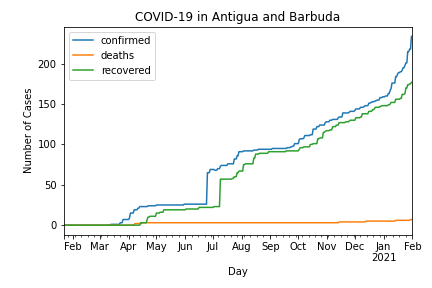 COVID-19 in Antigua and Barbuda
confirmed
deaths
recovered
Number of Cases
200
150
100
50
0
Feb Mar Apr May Jun Jul Aug Sep Oct Nov Dec Jan Feb
2021
Day